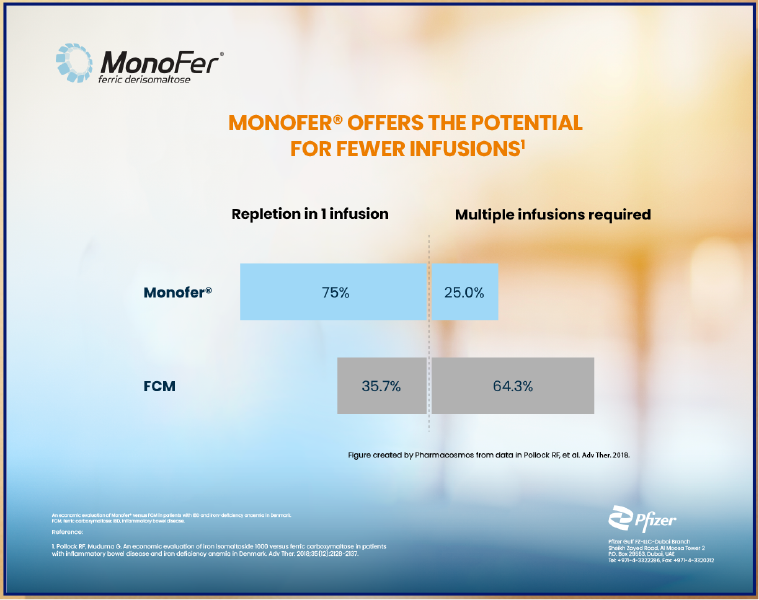 MonoFer®
ferric derisomaltose
MONOFER® OFFERS THE POTENTIAL
FOR FEWER INFUSIONS¹
Repletion in 1 infusion
Multiple infusions required
Monofer®
75%
25.0%
FCM
35.7%
64.3%
Figure created by Pharmacosmos from data in Pollock RF, et al. Adv Ther. 2018.
An economic evaluation of Monofer® versus FCM in patients with IBD and iron-deficiency anaemia in Denmark.
FCM: ferric carboxymaltose; IBD, inflammatory bowel disease.
Reference:
1. Pollock RF, Muduma G. An economic evaluation of iron isomaltoside 1000 versus ferric carboxymaltose in patients
with inflammatory bowel disease and iron deficiency anemia in Denmark. Adv Ther. 2018;35(12):2128-2137.
Pfizer
Pfizer Gulf FZ-LLC-Dubai Branch
Sheikh Zayed Road, Al Moosa Tower 2
P.O. Box 29553, Dubai, UAE
Tel: +971-4-3322286, Fax: +971-4-3320212